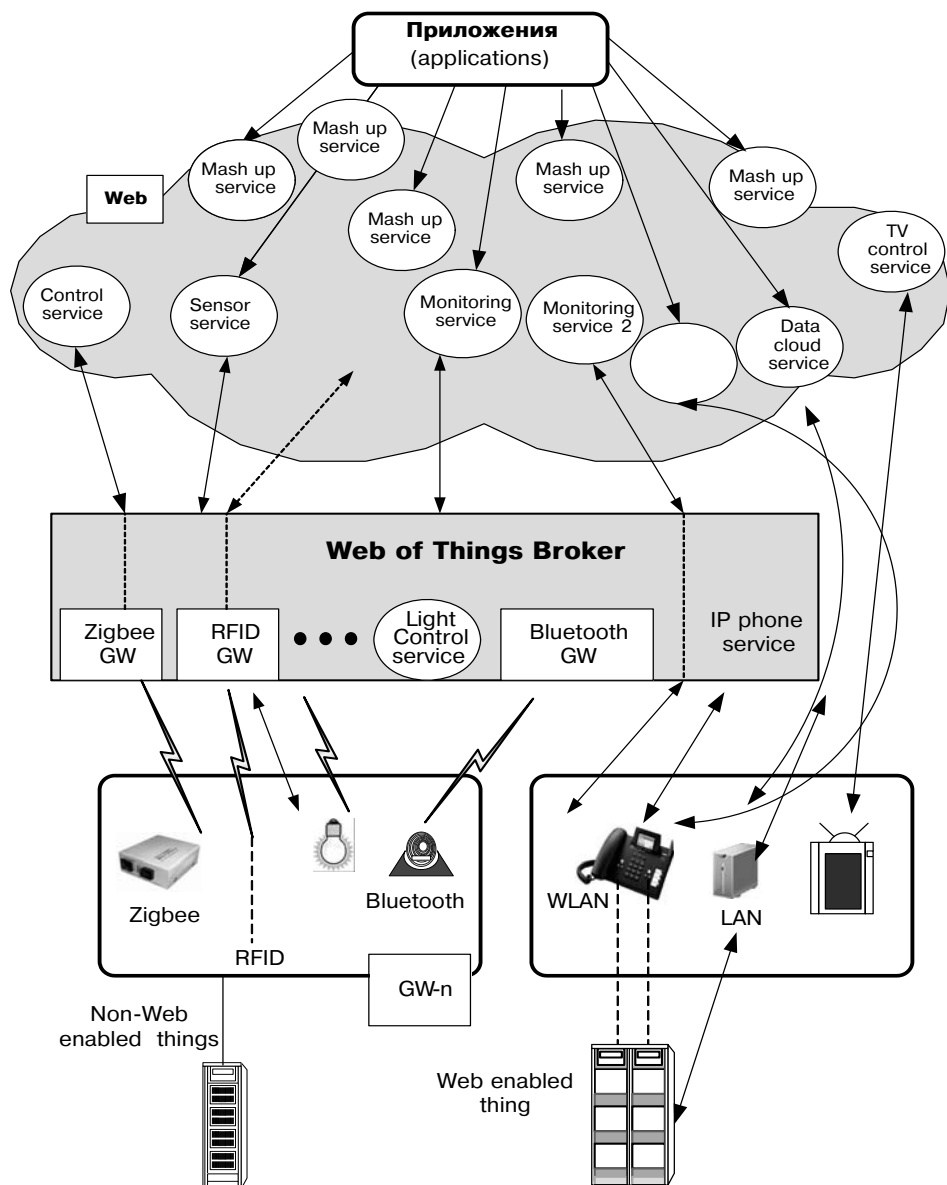 Приложения
(applications)
Mash up
service
Mash up
service
Mash up
service
Mash up
service
Mash up
service
Web
TV
control
service
Control
service
Sensor
service
Monitoring
service
Monitoring
service 2
Data
cloud
service
Web of Things Broker
Zigbee
GW
RFID
GW
Light
Control
service
Bluetooth
GW
IP phone
service
Zigbee
RFID
Bluetooth
WLAN
LAN
GW-n
Non-Web
enabled things
Web enabled
thing